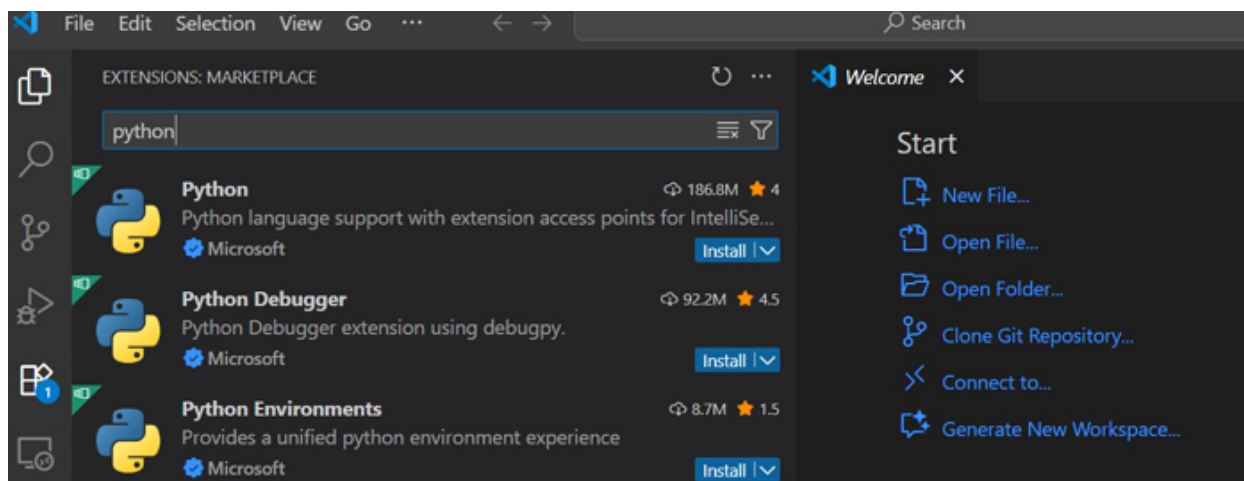 File Edit Selection View Go ··· Search
EXTENSIONS: MARKETPLACE ···
python
Python 186.8M 4
Python language support with extension access points for IntelliSe...
Microsoft Install
Python Debugger 92.2M 4.5
Python Debugger extension using debugpy.
Microsoft Install
1
Python Environments 8.7M 1.5
Provides a unified python environment experience
Microsoft Install
Welcome
Start
New File...
Open File...
Open Folder...
Clone Git Repository...
Connect to...
Generate New Workspace...